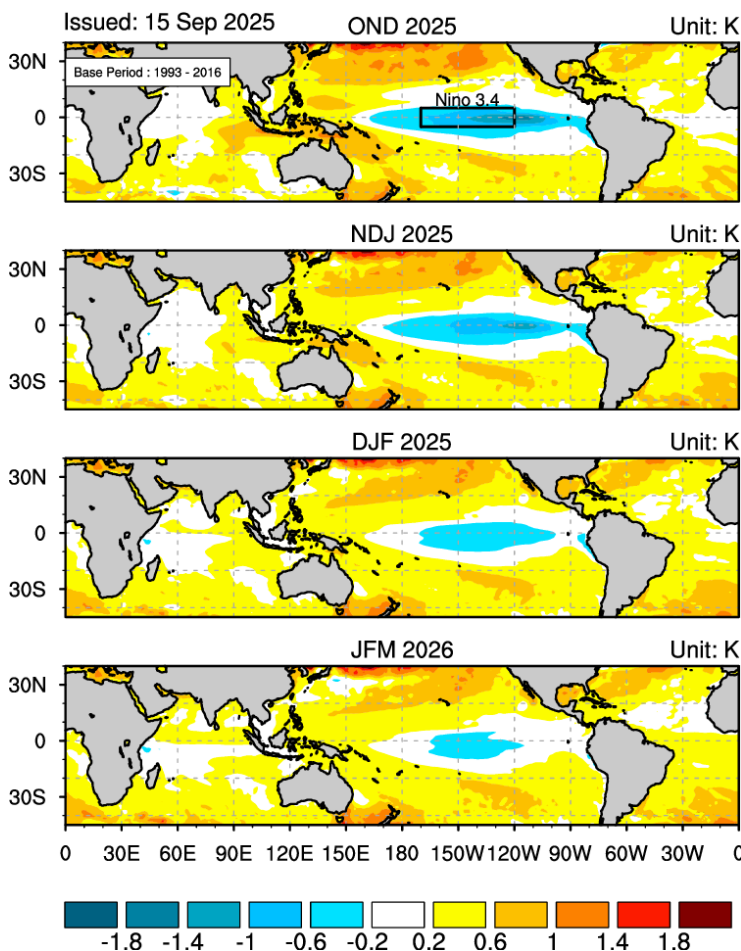 Issued: 15 Sep 2025 OND 2025 Unit: K
30N
Base Period : 1993 - 2016
Nino 3.4
0
30S
NDJ 2025 Unit: K
30N
0
30S
DJF 2025 Unit: K
30N
0
30S
JFM 2026 Unit: K
30N
0
30S
0 30E 60E 90E 120E 150E 180 150W 120W 90W 60W 30W 0
-1.8 -1.4 -1 -0.6 -0.2 0.2 0.6 1 1.4 1.8